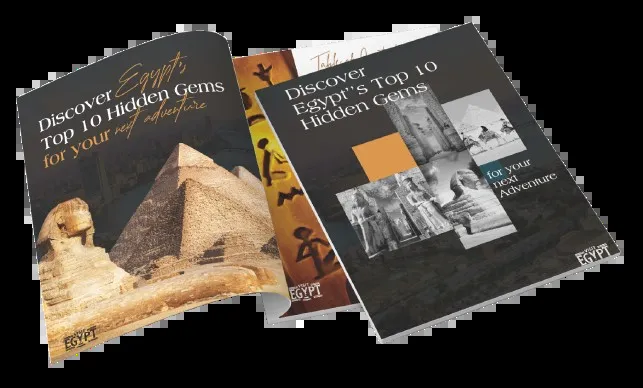 Discover Egypt's
Top 10 Hidden Gems
for your next adventure
EGYPT
Discover
Egypt's Top 10
Hidden Gems
for your
next
Adventure
VISIT
EGYPT
EGYPT